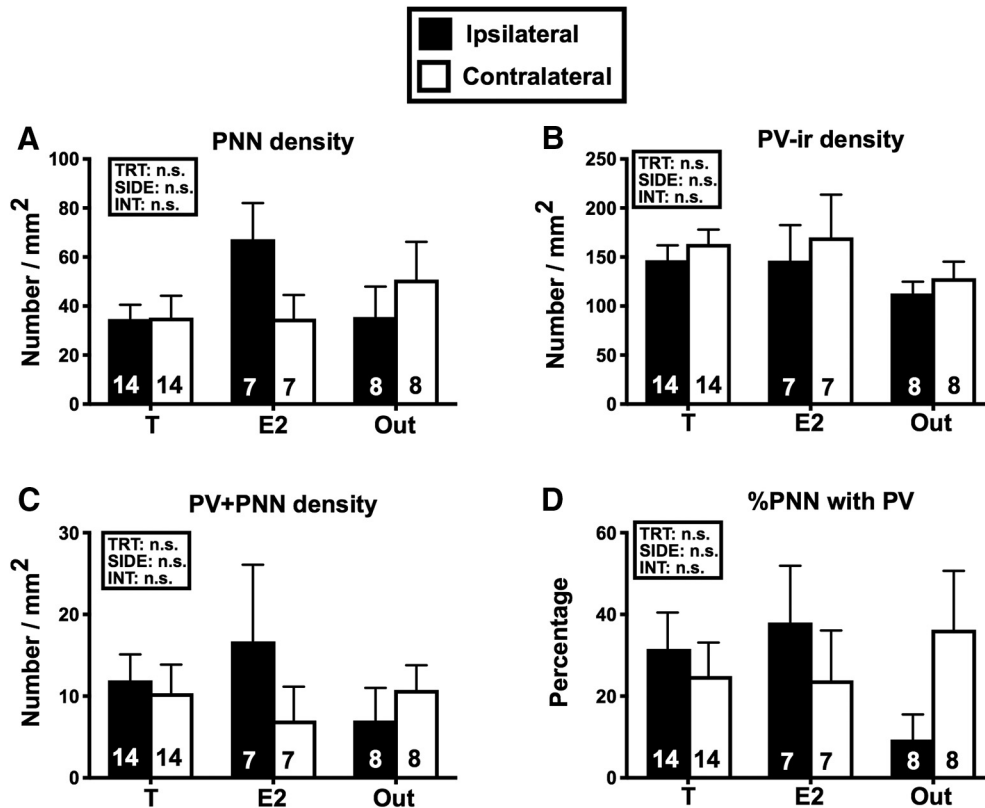 Ipsilateral
Contralateral
A
PNN density
Number / mm2
100
80
60
40
20
0
TRT: n.s.
SIDE: n.s.
INT: n.s.
14
14
7
7
8
8
T
E2
Out
B
PV-ir density
Number / mm2
250
200
150
100
50
0
TRT: n.s.
SIDE: n.s.
INT: n.s.
14
14
7
7
8
8
T
E2
Out
C
PV+PNN density
Number / mm2
30
20
10
0
TRT: n.s.
SIDE: n.s.
INT: n.s.
14
14
7
7
8
8
T
E2
Out
D
%PNN with PV
Percentage
60
40
20
0
TRT: n.s.
SIDE: n.s.
INT: n.s.
14
14
7
7
8
8
T
E2
Out